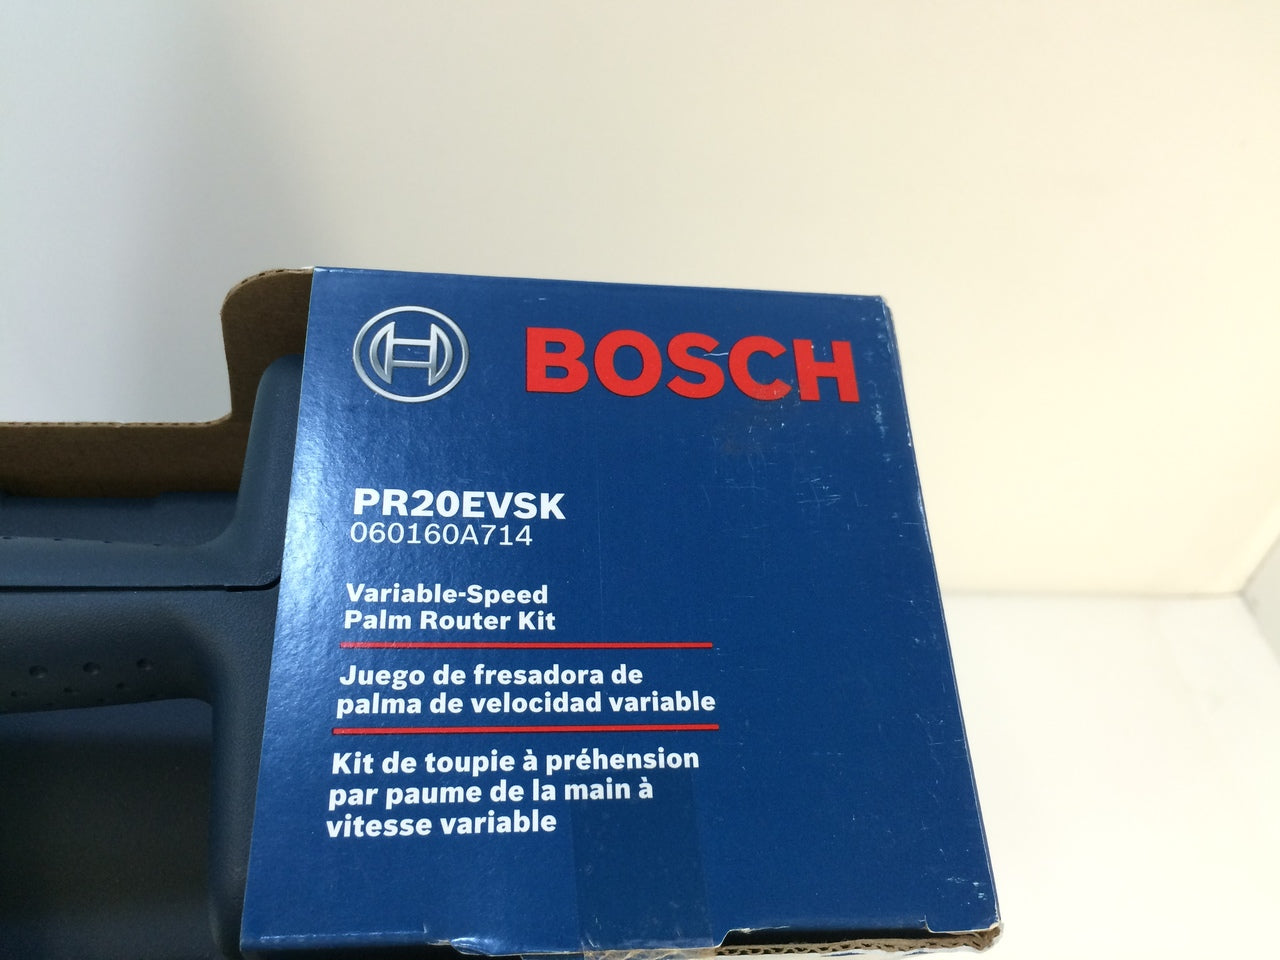 BOSCH
PR20EVSK
060160A714
Variable-Speed
Palm Router Kit
Juego de fresadora de
palma de velocidad variable
Kit de toupie à préhension
par paume de la main à
vitesse variable